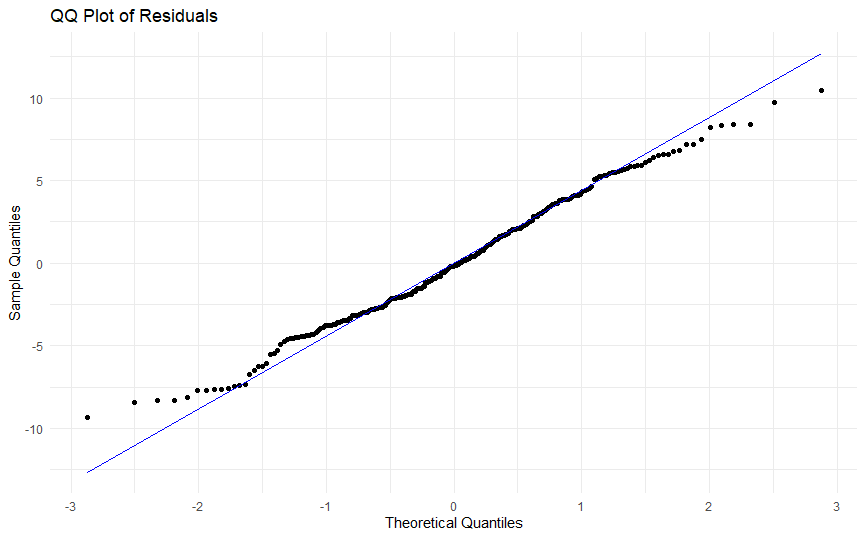 QQ Plot of Residuals
10
5
0
-5
-10
Sample Quantiles
-3 -2 -1 0 1 2 3
Theoretical Quantiles